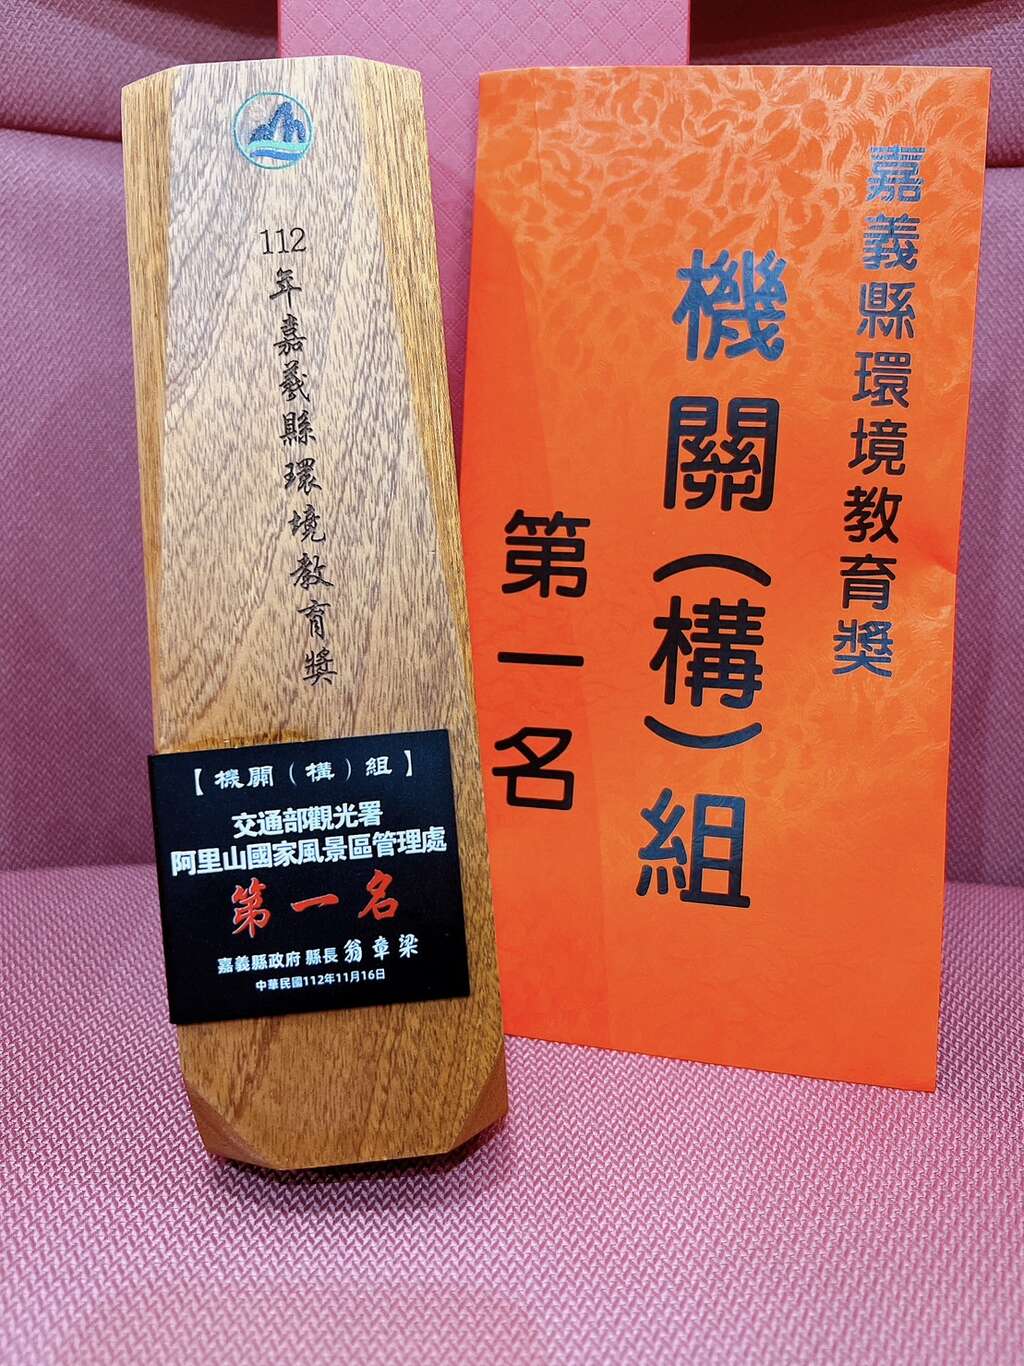 112年嘉義縣環境教育獎
【機關（構）組】
交通部觀光署
阿里山國家風景區管理處
第一名
嘉義縣政府 縣長 翁章梁
中華民國112年11月16日
嘉義縣環境教育獎
機關（構）組
第一名